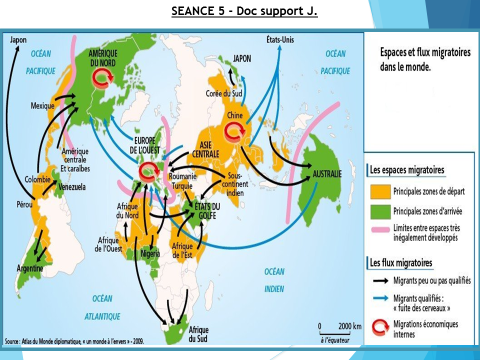 SEANCE 5 - Doc support J.
Japon
OCÉAN
PACIFIQUE
AMÉRIQUE
DU NORD
États-Unis
OCÉAN
PACIFIQUE
JAPON
Corée du Sud
Chine
Mexique
EUROPE
DE L'OUEST
ASIE
CENTRALE
Amérique
centrale
Et caraïbes
Colombie
Venezuela
Roumanie
Turquie
Sous-
continent
indien
AUSTRALIE
Pérou
Afrique
du Nord
ÉTATS DU
GOLFE
Afrique
de l'Ouest
Nigeria
Afrique
de l'Est
Argentine
OCÉAN
INDIEN
OCÉAN
ATLANTIQUE
Afrique
du Sud
0 2000 km
à l'équateur
Source : Atlas du Monde diplomatique, « un monde à l'envers » - 2009.
Espaces et flux migratoires
dans le monde.
Les espaces migratoires
Principales zones de départ
Principales zones d'arrivée
Limites entre espaces très
inégalement développés
Les flux migratoires
Migrants peu ou pas qualifiés
Migrants qualifiés :
« fuite des cerveaux »
Migrations économiques
internes